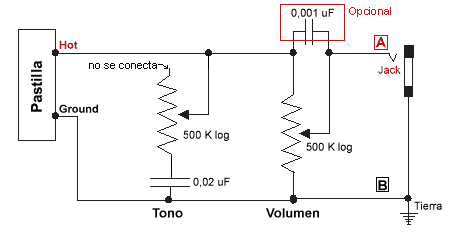 0,001 uF
Opcional
Pastilla
Hot
A
no se conecta
Jack
Ground
500 K log
500 K log
0,02 uF
B
Tono
Volumen
Tierra